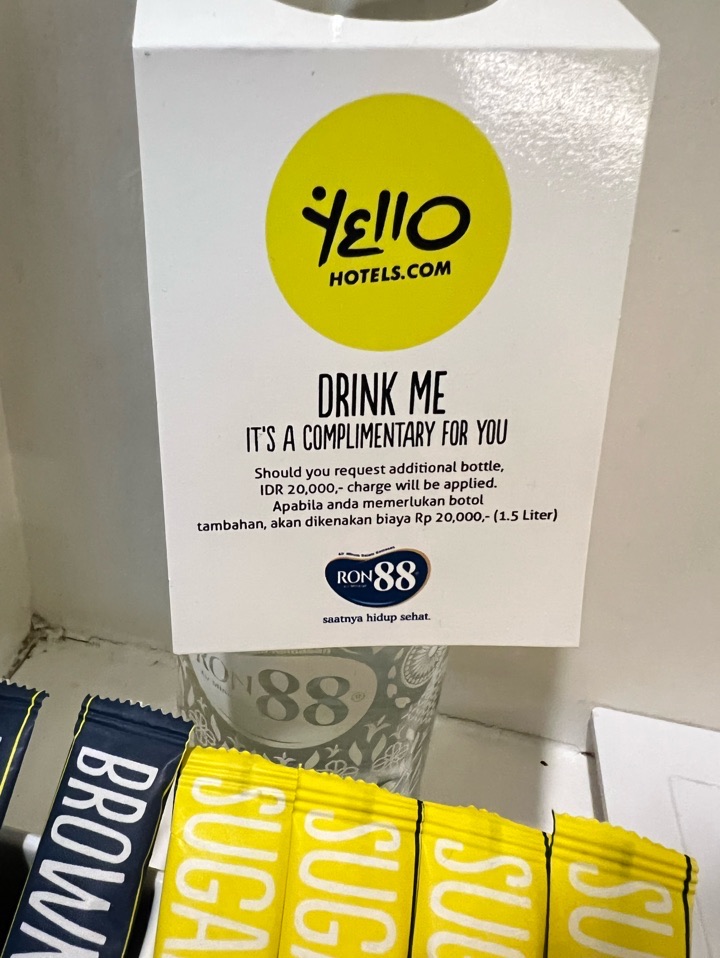 Yello
HOTELS.COM
DRINK ME
IT'S A COMPLIMENTARY FOR YOU
Should you request additional bottle,
IDR 20,000,- charge will be applied.
Apabila anda memerlukan botol
tambahan, akan dikenakan biaya Rp 20,000,- (1.5 Liter)
RON88
saatnya hidup sehat.
RON88®
BROWN
SUGA
SUG
SUG
SU